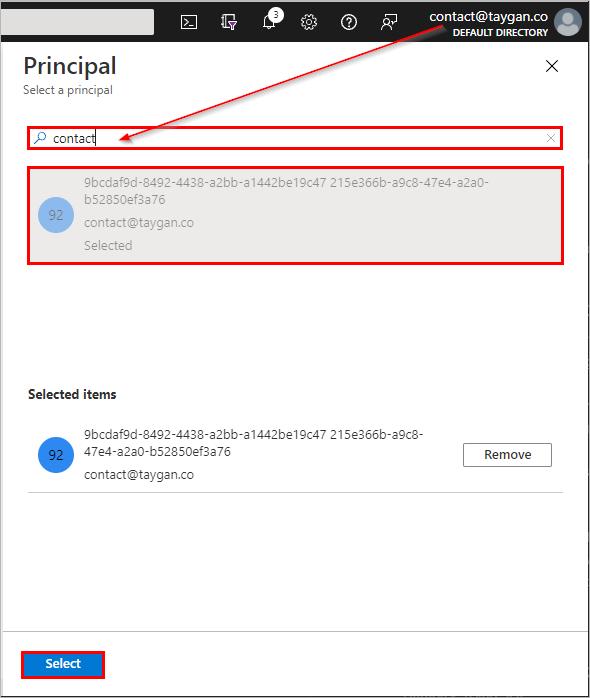 3
contact@taygan.co
DEFAULT DIRECTORY
Principal
Select a principal
contact
92
9bcdaf9d-8492-4438-a2bb-a1442be19c47 215e366b-a9c8-47e4-a2a0-
b52850ef3a76
contact@taygan.co
Selected
Selected items
92
9bcdaf9d-8492-4438-a2bb-a1442be19c47 215e366b-a9c8-
47e4-a2a0-b52850ef3a76
contact@taygan.co
Remove
Select